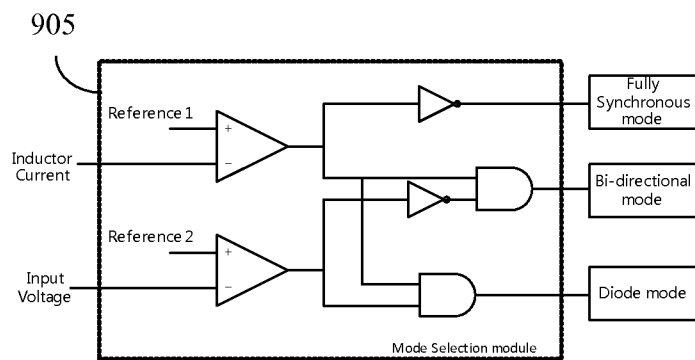 905
Reference 1
+
−
Inductor
Current
Reference 2
+
−
Input
Voltage
Fully
Synchronous
mode
Bi-directional
mode
Diode mode
Mode Selection module